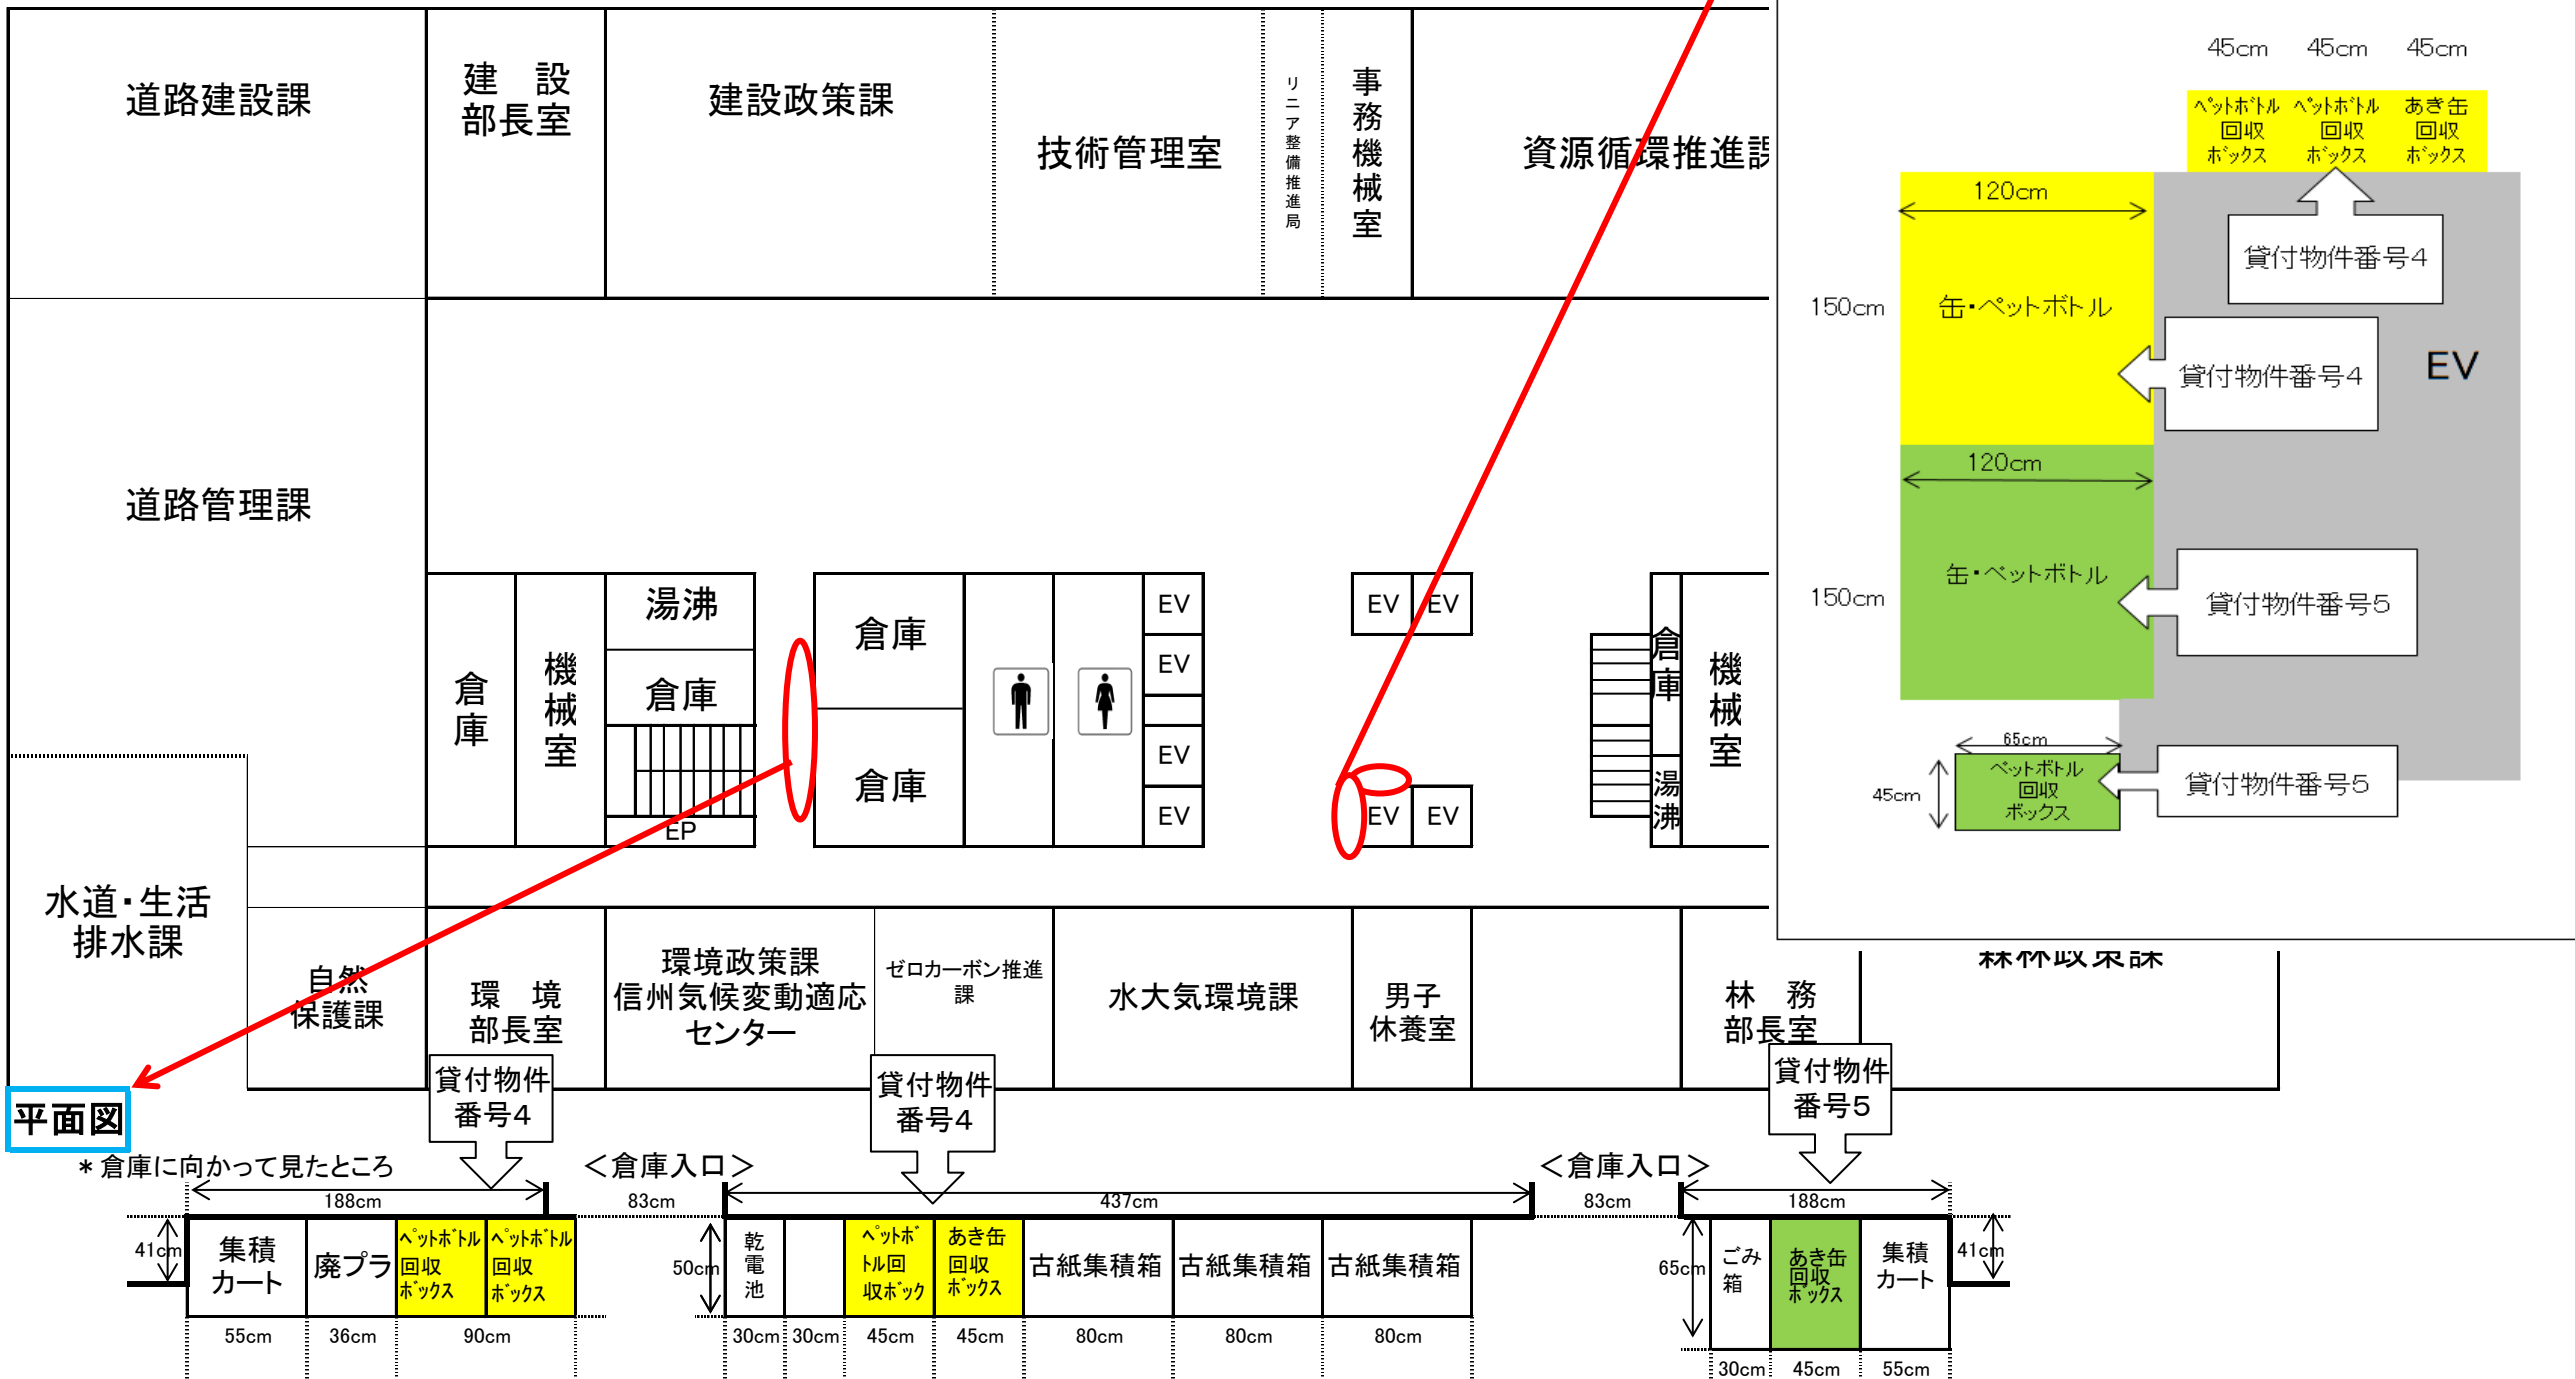 道路建設課
建　設
部長室
建設政策課
技術管理室
リニア整備推進局
事務機械室
資源循環推進課
道路管理課
倉庫
機械室
湯沸
倉庫
EP
倉庫
倉庫
EV
EV
EV
EV
EV
EV
EV
EV
倉庫
湯沸
機械室
水道・生活
排水課
自然
保護課
環　境
部長室
環境政策課
信州気候変動適応
センター
ゼロカーボン推進
課
水大気環境課
男子
休養室
林　務
部長室
森林政策課
45cm
45cm
45cm
ペットボトル
回収
ボックス
ペットボトル
回収
ボックス
あき缶
回収
ボックス
120cm
150cm
缶・ペットボトル
貸付物件番号4
貸付物件番号4
EV
120cm
150cm
缶・ペットボトル
貸付物件番号5
65cm
45cm
ペットボトル
回収
ボックス
貸付物件番号5
平面図
＊倉庫に向かって見たところ
貸付物件
番号4
貸付物件
番号4
貸付物件
番号5
＜倉庫入口＞
＜倉庫入口＞
188cm
83cm
437cm
83cm
188cm
41cm
集積
カート
廃プラ
ペットボトル
回収
ボックス
ペットボトル
回収
ボックス
50cm
乾電池
ペットボ
トル回
収ボック
あき缶
回収
ボックス
古紙集積箱
古紙集積箱
古紙集積箱
65cm
ごみ
箱
あき缶
回収
ボックス
集積
カート
41cm
55cm
36cm
90cm
30cm
30cm
45cm
45cm
80cm
80cm
80cm
30cm
45cm
55cm